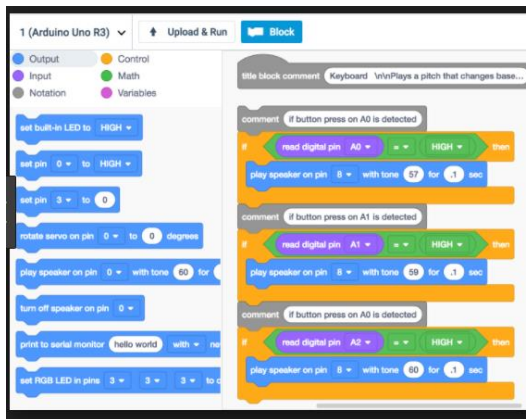 1 (Arduino Uno R3)
Upload & Run
Block
Output
Control
Input
Math
Notation
Variables
set built-in LED to HIGH
set pin 0 to HIGH
set pin 3 to 0
rotate servo on pin 0 to 0 degrees
play speaker on pin 0 with tone 60 for
turn off speaker on pin 0
print to serial monitor hello world with ne
set RGB LED in pins 3 3 3 to c
title block comment Keyboard \n\nPlays a pitch that changes base...
comment if button press on A0 is detected
if read digital pin A0 = HIGH then
play speaker on pin 8 with tone 57 for .1 sec
comment if button press on A1 is detected
if read digital pin A1 = HIGH then
play speaker on pin 8 with tone 59 for .1 sec
comment if button press on A0 is detected
if read digital pin A2 = HIGH then
play speaker on pin 8 with tone 60 for .1 sec